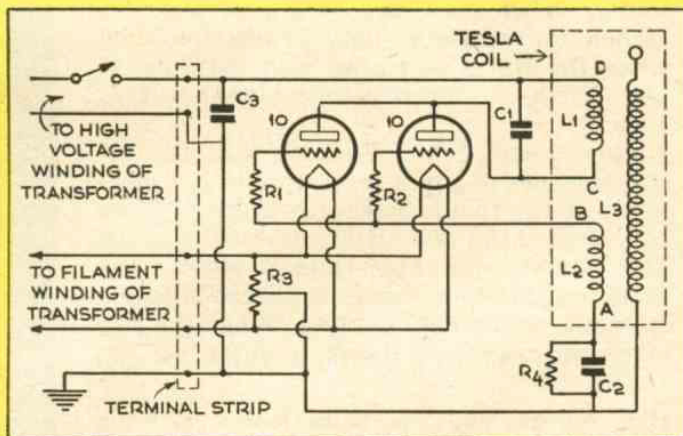 TESLA
COIL
D
C3
10
10
C1
L1
TO HIGH
VOLTAGE
WINDING OF
TRANSFORMER
R1
R2
C
B
L3
TO FILAMENT
WINDING OF
TRANSFORMER
R3
L2
A
R4
C2
TERMINAL STRIP